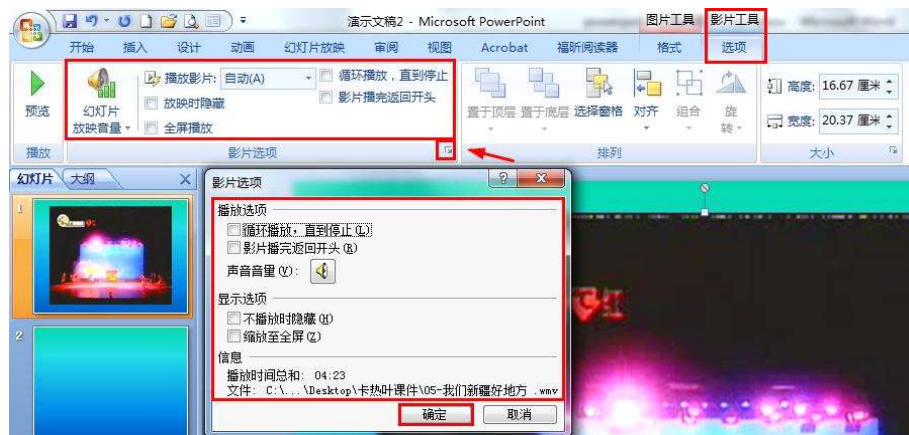 演示文稿2 - Microsoft PowerPoint
图片工具 影片工具
开始 插入 设计 动画 幻灯片放映 审阅 视图 Acrobat 福昕阅读器 格式 选项
预览
幻灯片
放映音量
播放影片: 自动(A)
放映时隐藏
全屏播放
循环播放，直到停止
影片播完返回开头
置于顶层 置于底层 选择窗格 对齐 组合 旋转
高度: 16.67 厘米
宽度: 20.37 厘米
播放 影片选项 排列 大小
幻灯片 大纲 X
1
2
影片选项
播放选项
循环播放，直到停止(L)
影片播完返回开头(R)
声音音量(V):
显示选项
不播放时隐藏(H)
缩放至全屏(Z)
信息
播放时间总和: 04:23
文件: C:\...\Desktop\卡热叶课件\05-我们新疆好地方 .wmv
确定 取消